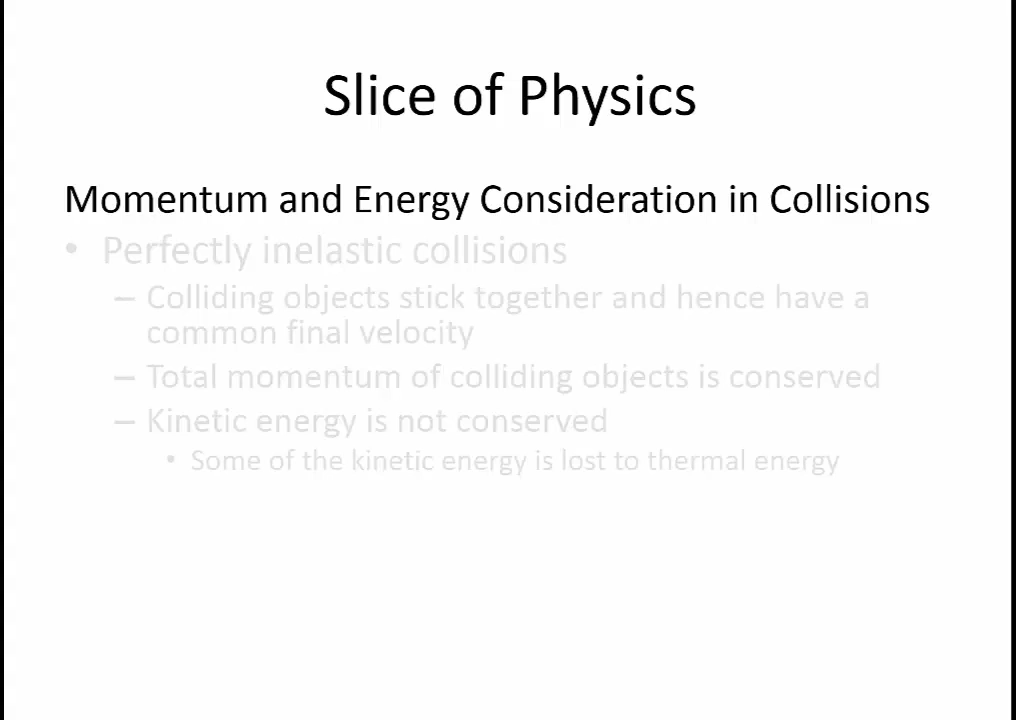 Slice of Physics
Momentum and Energy Consideration in Collisions
• Perfectly inelastic collisions
– Colliding objects stick together and hence have a
common final velocity
– Total momentum of colliding objects is conserved
– Kinetic energy is not conserved
• Some of the kinetic energy is lost to thermal energy